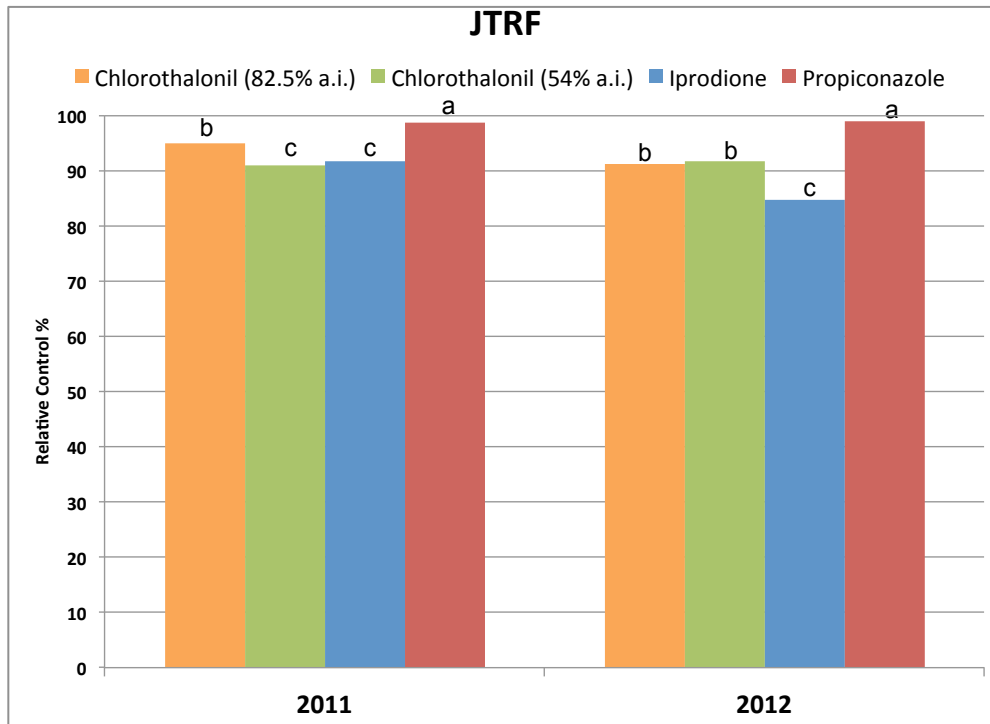 JTRF
Chlorothalonil (82.5% a.i.) Chlorothalonil (54% a.i.) Iprodione Propiconazole
Relative Control %
100
90
80
70
60
50
40
30
20
10
0
b c c a
b b c a
2011 2012